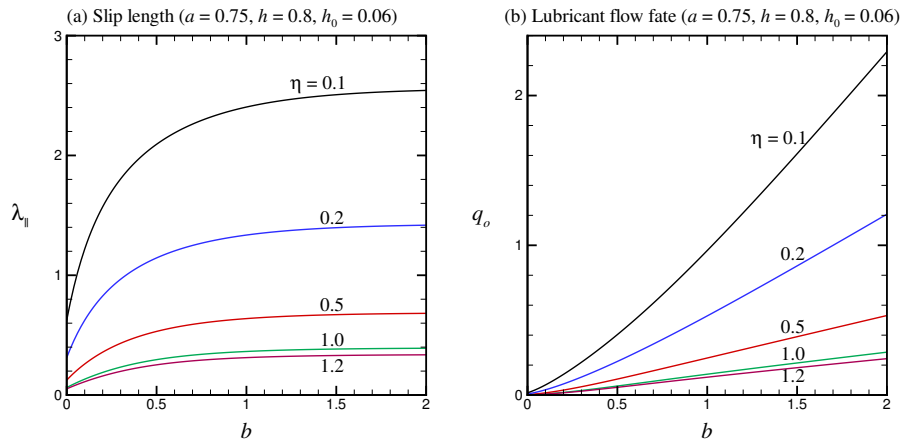 (a) Slip length (a = 0.75, h = 0.8, h₀ = 0.06)
3
2
1
0
λ∥
η = 0.1
0.2
0.5
1.0
1.2
0 0.5 1 1.5 2
b
(b) Lubricant flow fate (a = 0.75, h = 0.8, h₀ = 0.06)
2
1
0
qₒ
η = 0.1
0.2
0.5
1.0
1.2
0 0.5 1 1.5 2
b